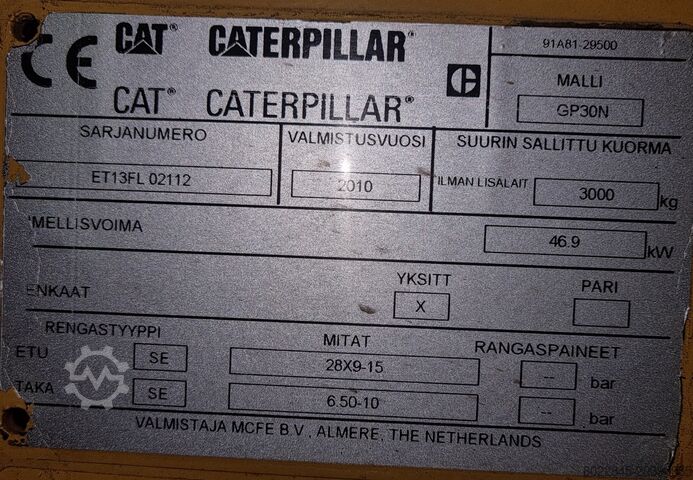 CE CAT® CATERPILLAR®
91A81-29500
MALLI
CAT® CATERPILLAR®
GP30N
SARJANUMERO VALMISTUSVUOSI SUURIN SALLITTU KUORMA
ET13FL 02112 2010 ILMAN LISÄLAIT 3000 kg
IMELLISVOIMA 46.9 kW
ENKAAT YKSITT X PARI
RENGASTYYPPI MITAT RANGASPAINEET
ETU SE 28X9-15 -- bar
TAKA SE 6.50-10 -- bar
VALMISTAJA MCFE B.V., ALMERE, THE NETHERLANDS